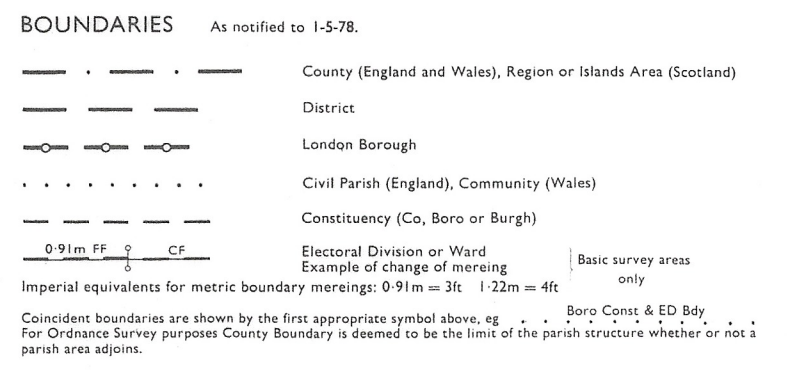 BOUNDARIES As notified to 1-5-78.
County (England and Wales), Region or Islands Area (Scotland)
District
London Borough
Civil Parish (England), Community (Wales)
Constituency (Co, Boro or Burgh)
0·91m FF CF Electoral Division or Ward
Example of change of mereing
Basic survey areas
only
Imperial equivalents for metric boundary mereings: 0·91m = 3ft 1·22m = 4ft
Boro Const & ED Bdy
Coincident boundaries are shown by the first appropriate symbol above, eg
For Ordnance Survey purposes County Boundary is deemed to be the limit of the parish structure whether or not a
parish area adjoins.